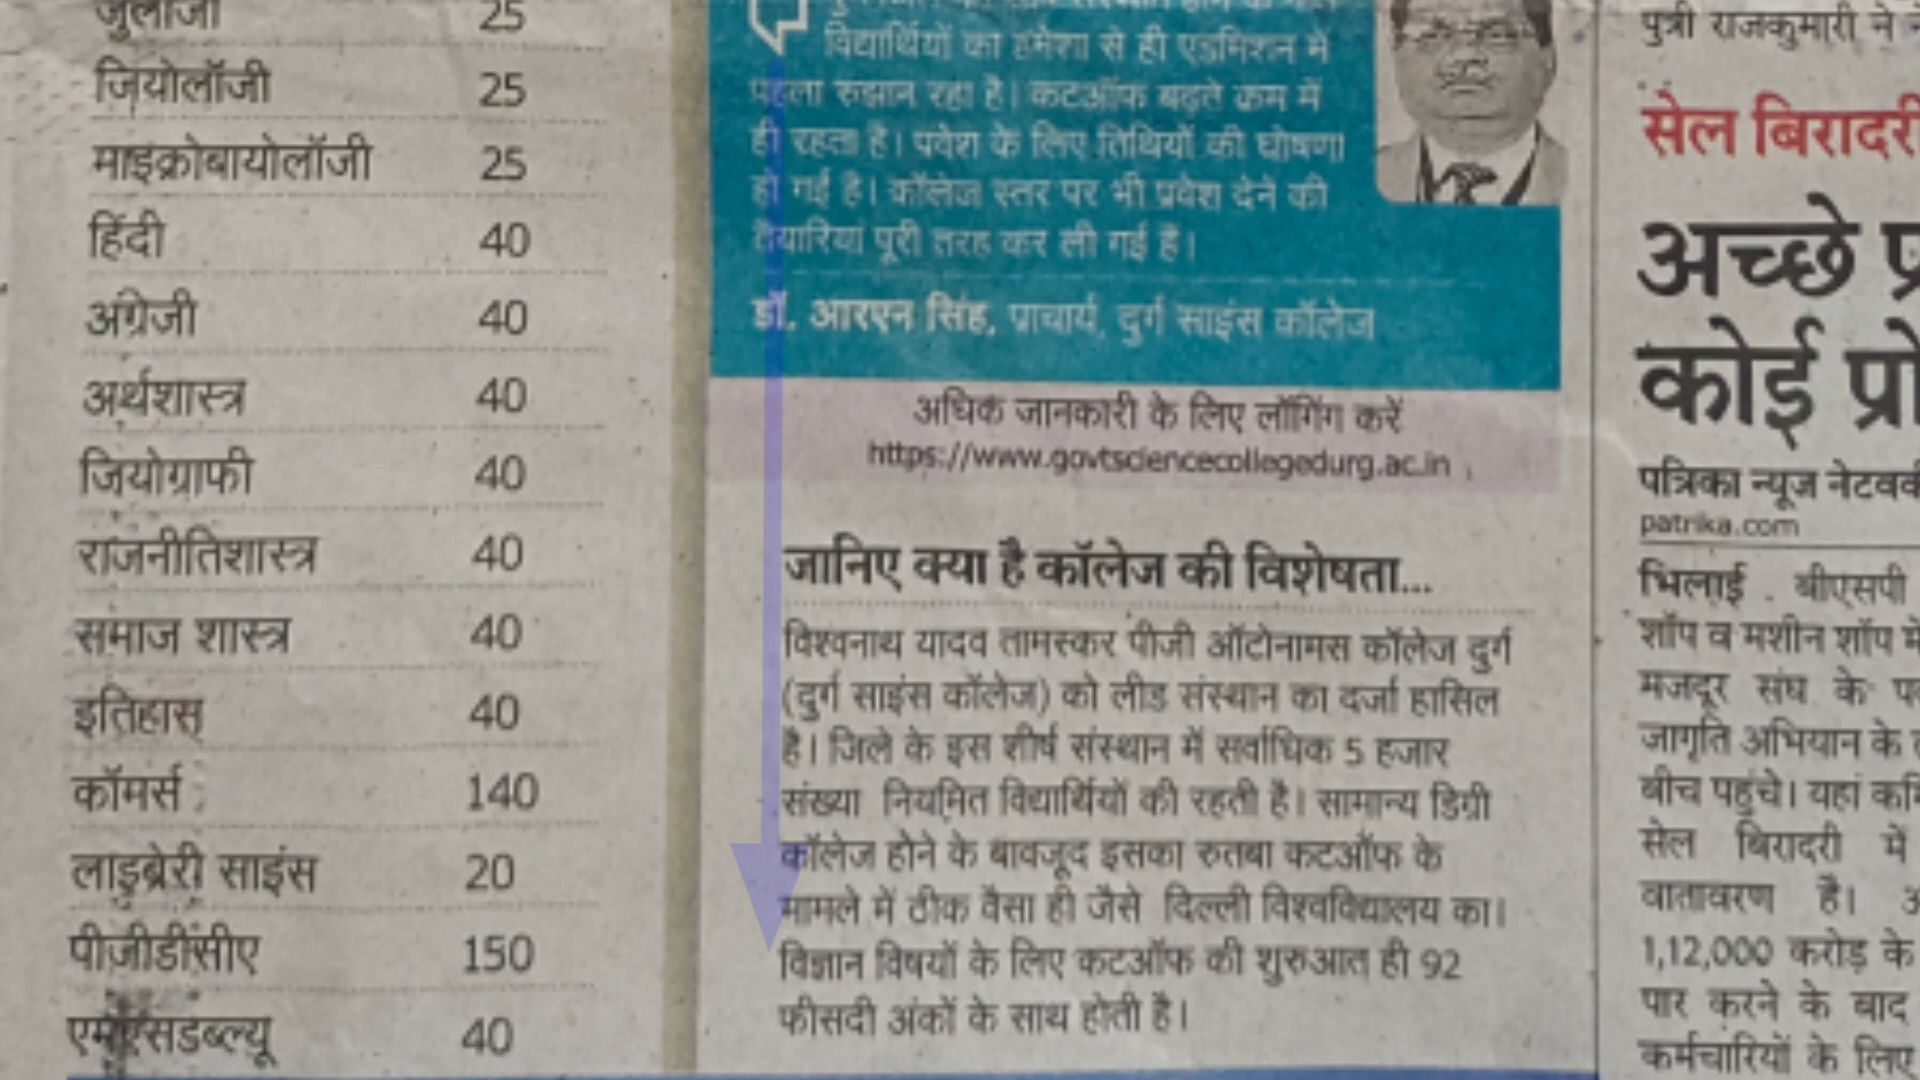 जुलॉजी 25
जियोलॉजी 25
माइक्रोबायोलॉजी 25
हिंदी 40
अंग्रेजी 40
अर्थशास्त्र 40
जियोग्राफी 40
राजनीतिशास्त्र 40
समाज शास्त्र 40
इतिहास 40
कॉमर्स 140
लाइब्रेरी साइंस 20
पीजीडीसीए 150
एमएसडब्ल्यू 40
विद्यार्थियों का हमेशा से ही एडमिशन में
पहला रुझान रहा है। कटऑफ बढ़ते क्रम में
ही रहता है। प्रवेश के लिए तिथियों की घोषणा
हो गई है। कॉलेज स्तर पर भी प्रवेश देने की
तैयारियां पूरी तरह कर ली गई हैं।
डॉ. आरएन सिंह, प्राचार्य, दुर्ग साइंस कॉलेज
अधिक जानकारी के लिए लॉगिंग करें
https://www.govtsciencecollegedurg.ac.in
जानिए क्या है कॉलेज की विशेषता...
विश्वनाथ यादव तामस्कर पीजी ऑटोनामस कॉलेज दुर्ग
(दुर्ग साइंस कॉलेज) को लीड संस्थान का दर्जा हासिल
है। जिले के इस शीर्ष संस्थान में सर्वाधिक 5 हजार
संख्या नियमित विद्यार्थियों की रहती है। सामान्य डिग्री
कॉलेज होने के बावजूद इसका रुतबा कटऑफ के
मामले में ठीक वैसा ही जैसे दिल्ली विश्वविद्यालय का।
विज्ञान विषयों के लिए कटऑफ की शुरुआत ही 92
फीसदी अंकों के साथ होती है।
पुत्री राजकुमारी ने
सेल बिरादरी
अच्छे
कोई
पत्रिका न्यूज नेटवर्क
patrika.com
भिलाई . बीएसपी
शॉप व मशीन शॉप में
मजदूर संघ के
जागृति अभियान के
बीच पहुंचे। यहां
सेल बिरादरी में
वातावरण है।
1,12,000 करोड़ के
पार करने के बाद
कर्मचारियों के लिए